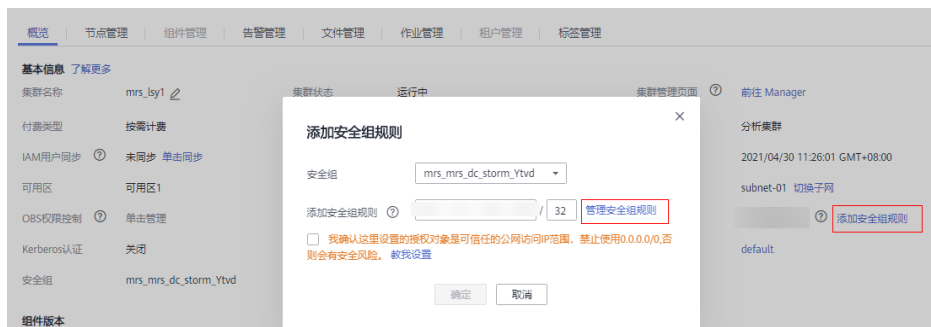 概览 节点管理 组件管理 告警管理 文件管理 作业管理 租户管理 标签管理
基本信息 了解更多
集群名称 mrs_lsy1 集群状态 运行中 集群管理页面 前往 Manager
付费类型 按需计费 分析集群
IAM用户同步 未同步 单击同步 2021/04/30 11:26:01 GMT+08:00
可用区 可用区1 subnet-01 切换子网
OBS权限控制 单击管理 添加安全组规则
Kerberos认证 关闭 default
安全组 mrs_mrs_dc_storm_Ytvd
组件版本
添加安全组规则
安全组 mrs_mrs_dc_storm_Ytvd
添加安全组规则 / 32 管理安全组规则
我确认这里设置的授权对象是可信任的公网访问IP范围，禁止使用0.0.0.0/0,否
则会有安全风险。 教我设置
确定 取消